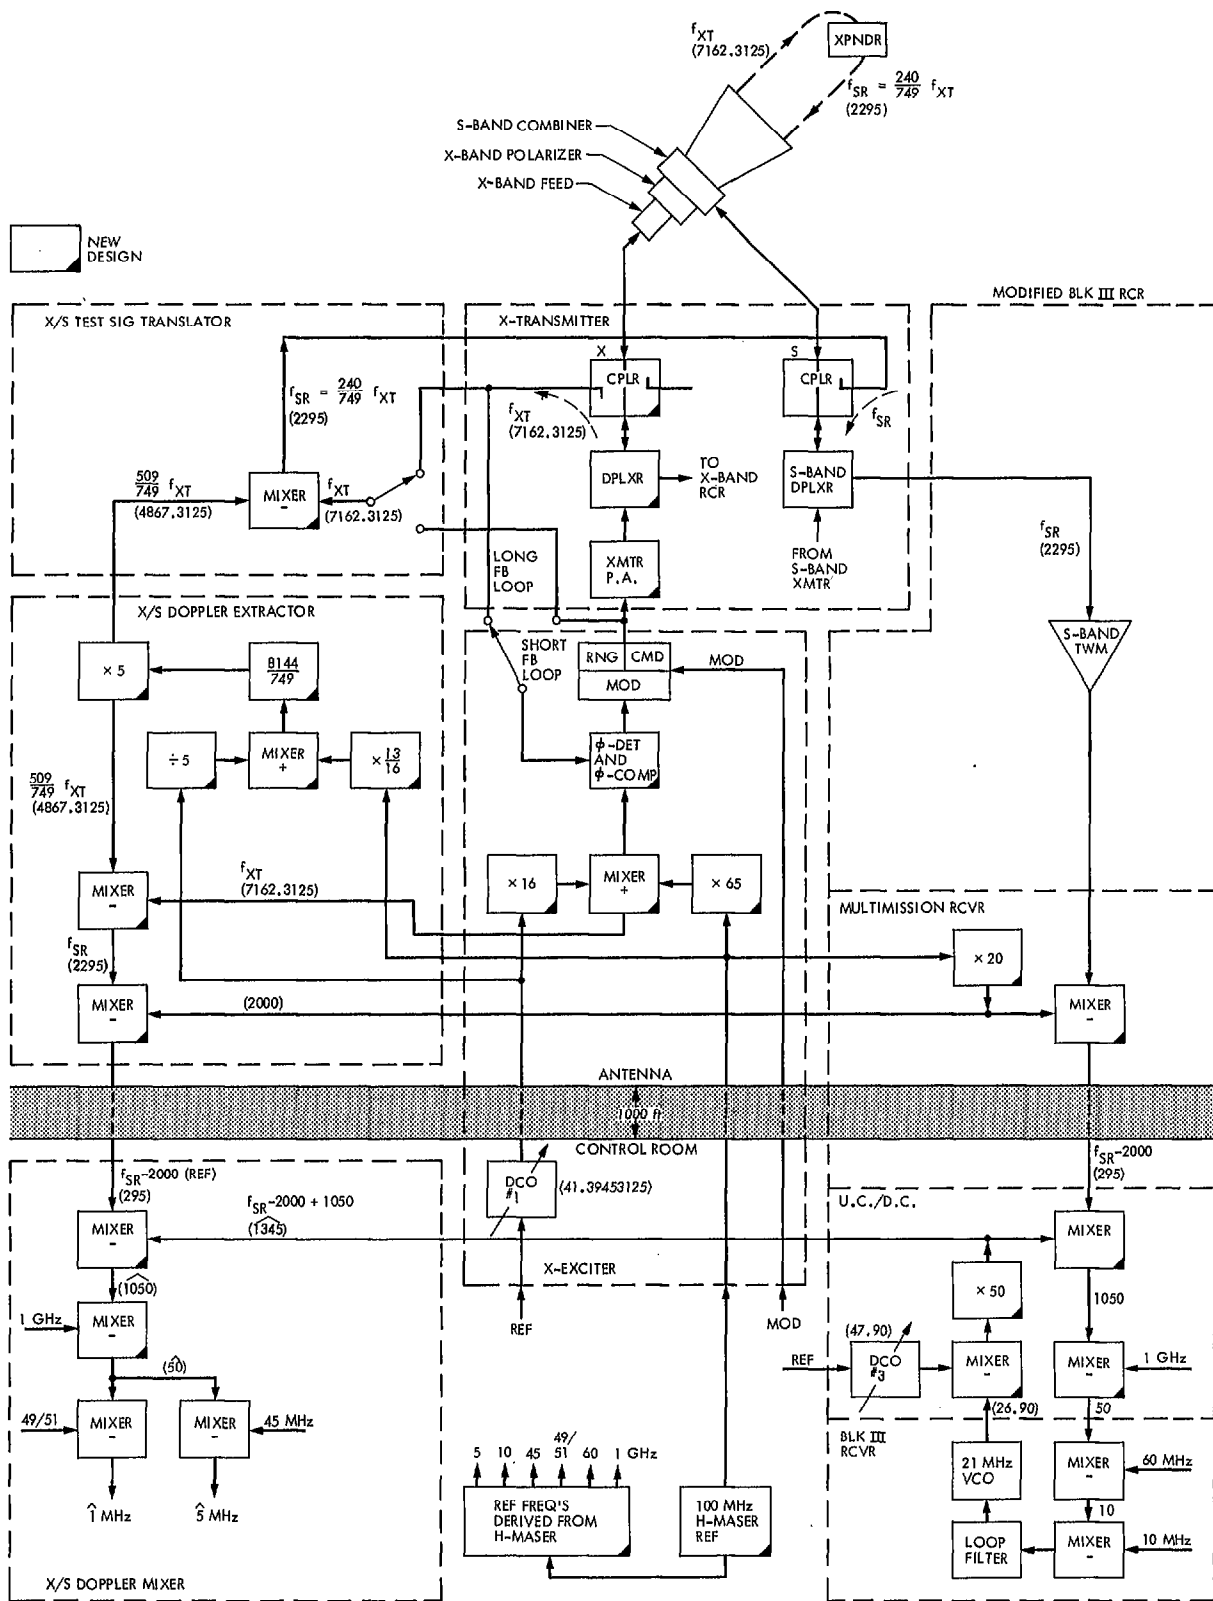 f_XT
(7162.3125)
XPNDR
f_SR = 240/749 f_XT
(2295)
S-BAND COMBINER
X-BAND POLARIZER
X-BAND FEED
NEW
DESIGN
MODIFIED BLK III RCR
X/S TEST SIG TRANSLATOR
X-TRANSMITTER
X
CPLR
S
CPLR
f_SR = 240/749 f_XT
(2295)
f_XT
(7162.3125)
f_SR
509/749 f_XT
(4867.3125)
MIXER
-
f_XT
(7162.3125)
DPLXR
TO
X-BAND
RCR
S-BAND
DPLXR
f_SR
(2295)
LONG
FB
LOOP
XMTR
P.A.
FROM
S-BAND
XMTR
X/S DOPPLER EXTRACTOR
S-BAND
TWM
× 5
8144/749
SHORT
FB
LOOP
RNG CMD
MOD
MOD
÷5
MIXER
+
× 13/16
ϕ-DET
AND
ϕ-COMP
509/749 f_XT
(4867.3125)
f_XT
(7162.3125)
MIXER
-
× 16
MIXER
+
× 65
MULTIMISSION RCVR
f_SR
(2295)
× 20
MIXER
-
(2000)
MIXER
-
ANTENNA
1000 ft
CONTROL ROOM
f_SR-2000 (REF)
(295)
DCO
#1
(41.39453125)
f_SR-2000
(295)
f_SR-2000 + 1050
(1345)
U.C./D.C.
MIXER
-
MIXER
X-EXCITER
(1050)
× 50
1050
1 GHz
MIXER
-
REF
MOD
(47.90)
REF
DCO
#3
MIXER
-
MIXER
-
1 GHz
(50)
(26.90)
50
49/51
MIXER
-
MIXER
-
45 MHz
BLK III
RCVR
21 MHz
VCO
MIXER
-
60 MHz
5 10 45 49/51 60 1 GHz
1̂ MHz
5̂ MHz
REF FREQ'S
DERIVED FROM
H-MASER
100 MHz
H-MASER
REF
10
LOOP
FILTER
MIXER
-
10 MHz
X/S DOPPLER MIXER